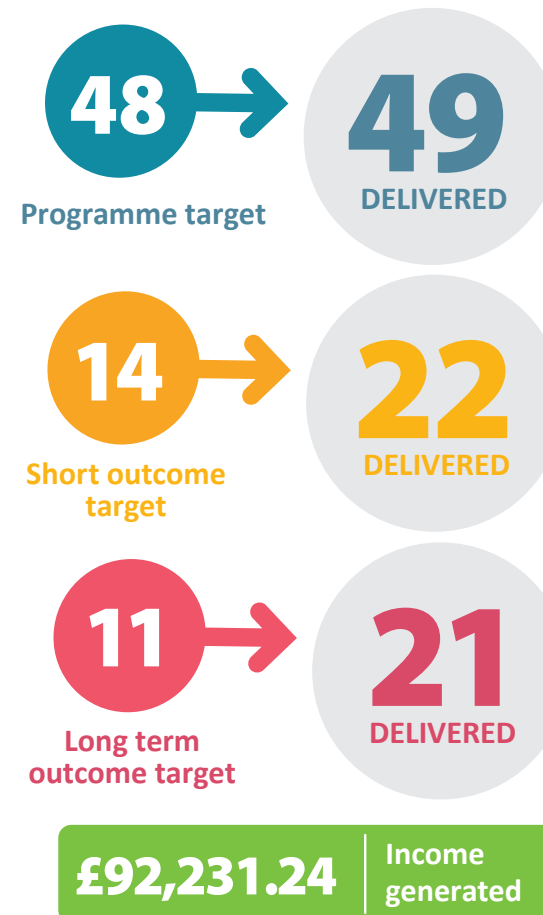 48
49
DELIVERED
Programme target
14
22
DELIVERED
Short outcome
target
11
21
DELIVERED
Long term
outcome target
£92,231.24
Income
generated